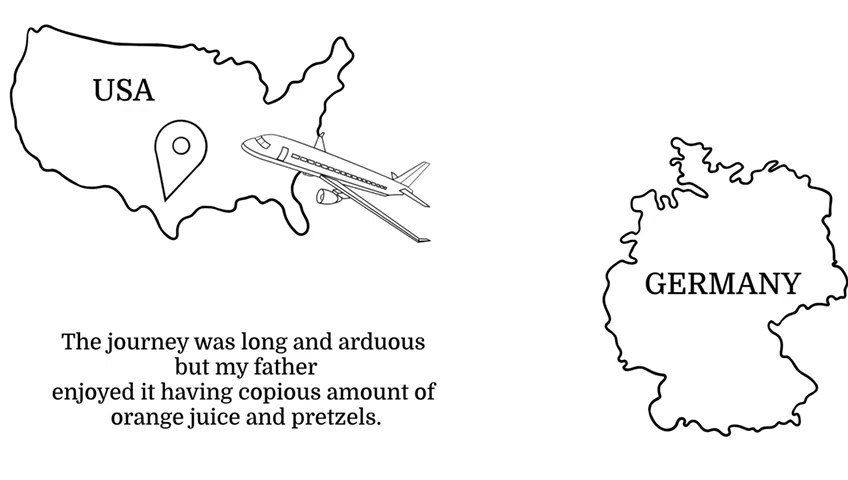 USA
GERMANY
The journey was long and arduous
but my father
enjoyed it having copious amount of
orange juice and pretzels.